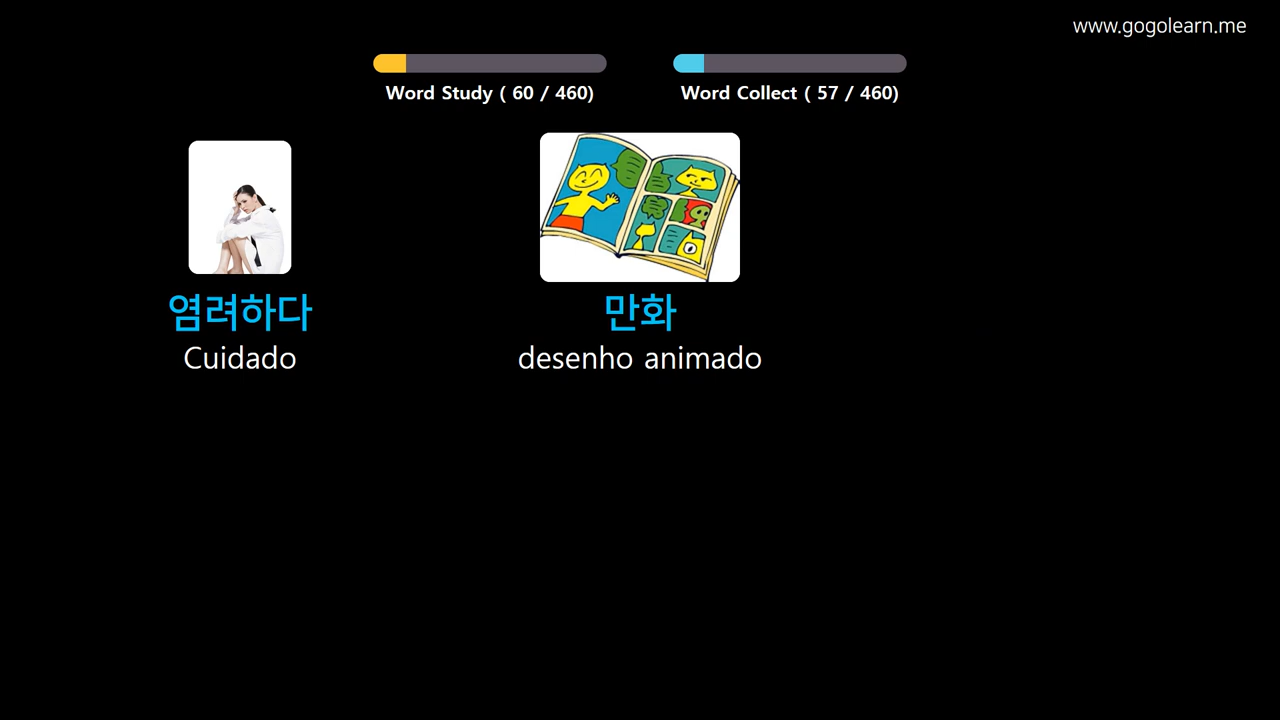 www.gogolearn.me
Word Study ( 60 / 460)
Word Collect ( 57 / 460)
염려하다
Cuidado
만화
desenho animado